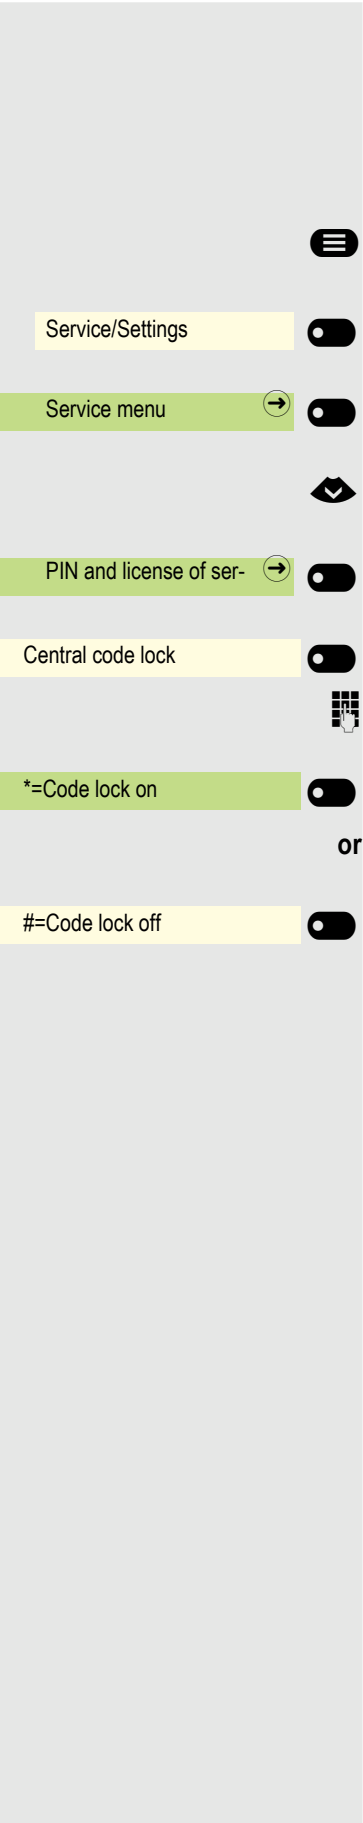 Service/Settings
Service menu
PIN and license of ser-
Central code lock
*=Code lock on
or
#=Code lock off